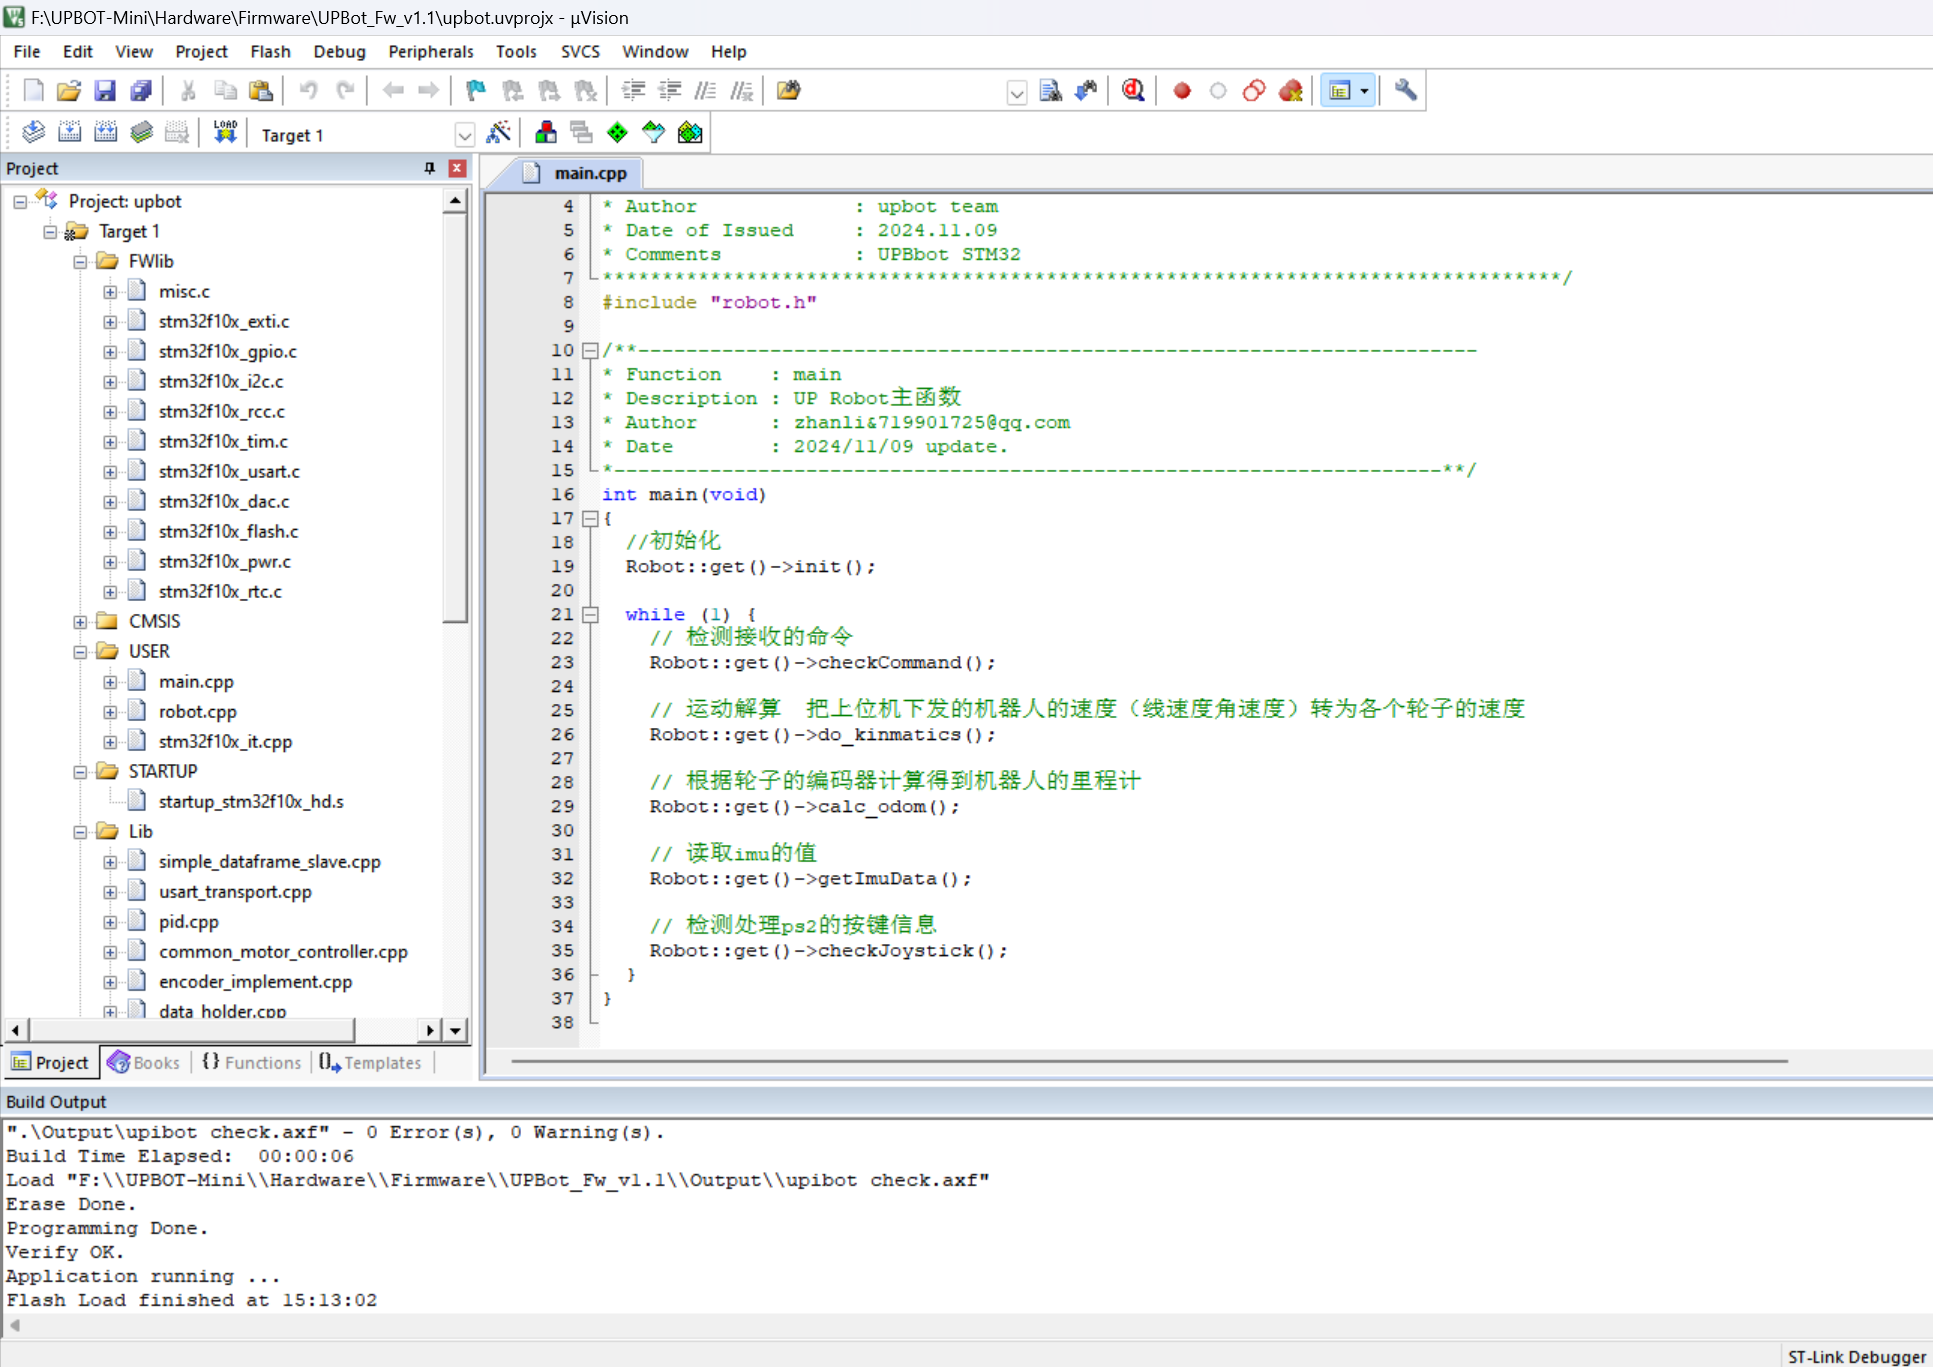 F:\UPBOT-Mini\Hardware\Firmware\UPBot_Fw_v1.1\upbot.uvprojx - µVision
File Edit View Project Flash Debug Peripherals Tools SVCS Window Help
LOAD Target 1
Project
Project: upbot
Target 1
FWlib
misc.c
stm32f10x_exti.c
stm32f10x_gpio.c
stm32f10x_i2c.c
stm32f10x_rcc.c
stm32f10x_tim.c
stm32f10x_usart.c
stm32f10x_dac.c
stm32f10x_flash.c
stm32f10x_pwr.c
stm32f10x_rtc.c
CMSIS
USER
main.cpp
robot.cpp
stm32f10x_it.cpp
STARTUP
startup_stm32f10x_hd.s
Lib
simple_dataframe_slave.cpp
usart_transport.cpp
pid.cpp
common_motor_controller.cpp
encoder_implement.cpp
data_holder.cpp
Project Books {} Functions Templates
main.cpp
4 * Author : upbot team
5 * Date of Issued : 2024.11.09
6 * Comments : UPBbot STM32
7 ********************************************************************************/
8 #include "robot.h"
9
10 /**----------------------------------------------------------------------
11 * Function : main
12 * Description : UP Robot主函数
13 * Author : zhanli&719901725@qq.com
14 * Date : 2024/11/09 update.
15 *---------------------------------------------------------------------**/
16 int main(void)
17 {
18 //初始化
19 Robot::get()->init();
20
21 while (1) {
22 // 检测接收的命令
23 Robot::get()->checkCommand();
24
25 // 运动解算 把上位机下发的机器人的速度（线速度角速度）转为各个轮子的速度
26 Robot::get()->do_kinmatics();
27
28 // 根据轮子的编码器计算得到机器人的里程计
29 Robot::get()->calc_odom();
30
31 // 读取imu的值
32 Robot::get()->getImuData();
33
34 // 检测处理ps2的按键信息
35 Robot::get()->checkJoystick();
36 }
37 }
38
Build Output
".\Output\upibot check.axf" - 0 Error(s), 0 Warning(s).
Build Time Elapsed: 00:00:06
Load "F:\\UPBOT-Mini\\Hardware\\Firmware\\UPBot_Fw_v1.1\\Output\\upibot check.axf"
Erase Done.
Programming Done.
Verify OK.
Application running ...
Flash Load finished at 15:13:02
ST-Link Debugger